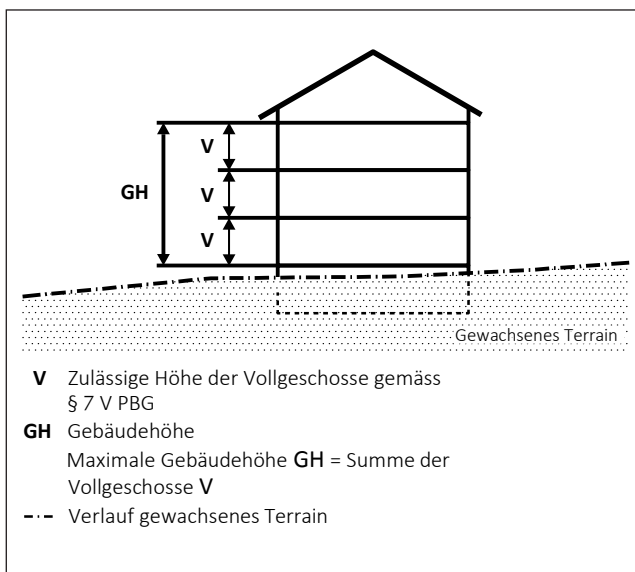 V
GH
V
V
Gewachsenes Terrain
V Zulässige Höhe der Vollgeschosse gemäss
§ 7 V PBG
GH Gebäudehöhe
Maximale Gebäudehöhe GH = Summe der
Vollgeschosse V
Verlauf gewachsenes Terrain